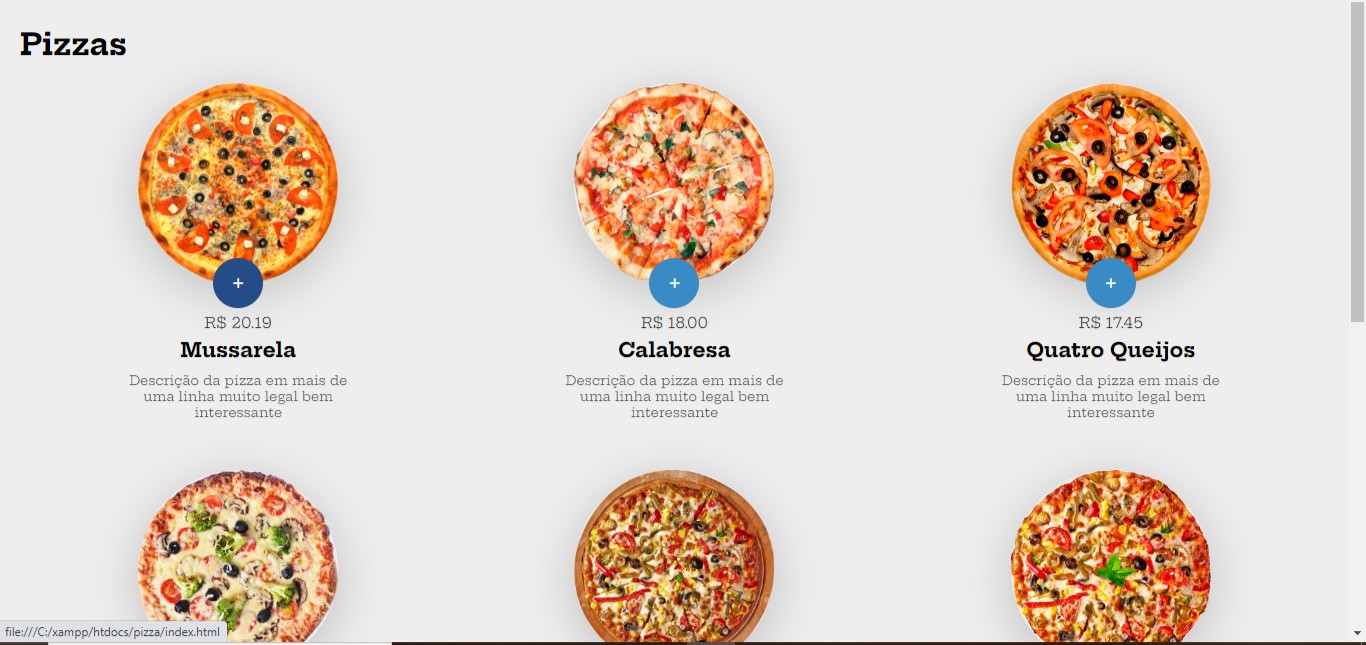 Pizzas
+
+
+
R$ 20.19
R$ 18.00
R$ 17.45
Mussarela
Calabresa
Quatro Queijos
Descrição da pizza em mais de
uma linha muito legal bem
interessante
Descrição da pizza em mais de
uma linha muito legal bem
interessante
Descrição da pizza em mais de
uma linha muito legal bem
interessante
file:///C:/xampp/htdocs/pizza/index.html